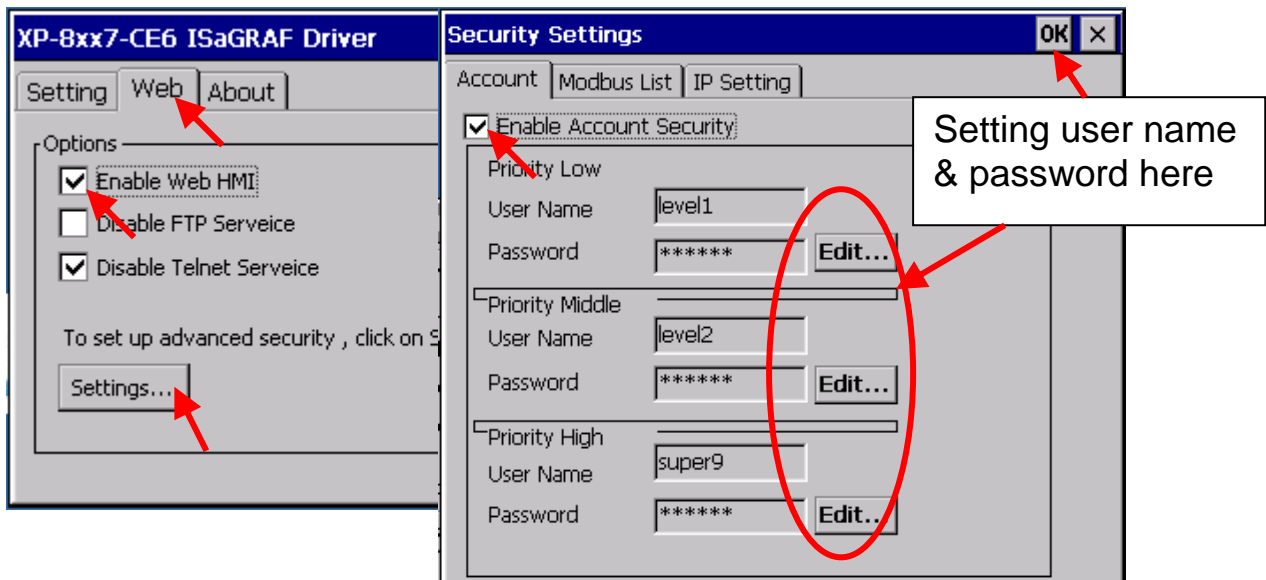 XP-8xx7-CE6 ISaGRAF Driver
Setting Web About
Options
Enable Web HMI
Disable FTP Serveice
Disable Telnet Serveice
To set up advanced security , click on S
Settings...
Security Settings OK
Account Modbus List IP Setting
Enable Account Security
Priority Low
User Name level1
Password ****** Edit...
Priority Middle
User Name level2
Password ****** Edit...
Priority High
User Name super9
Password ****** Edit...
Setting user name
& password here